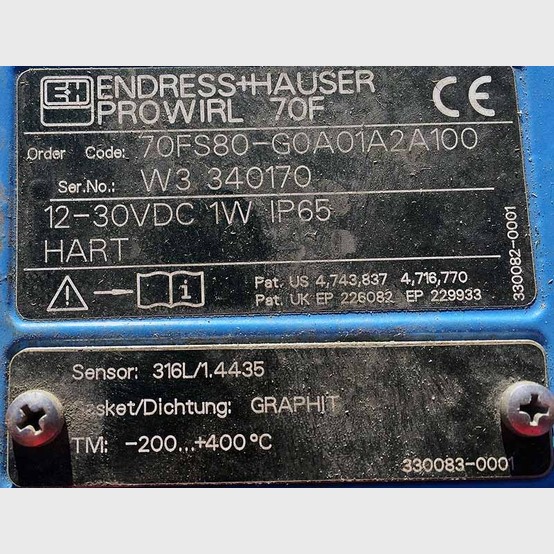 EH ENDRESS+HAUSER
PROWIRL 70F
CE
Order Code: 70FS80-G0A01A2A100
Ser.No.: W3 340170
12-30VDC 1W IP65
HART
i
Pat. US 4,743,837 4,716,770
Pat. UK EP 226082 EP 229933
330082-0001
Sensor: 316L/1.4435
Gasket/Dichtung: GRAPHIT
TM: -200...+400°C
330083-0001